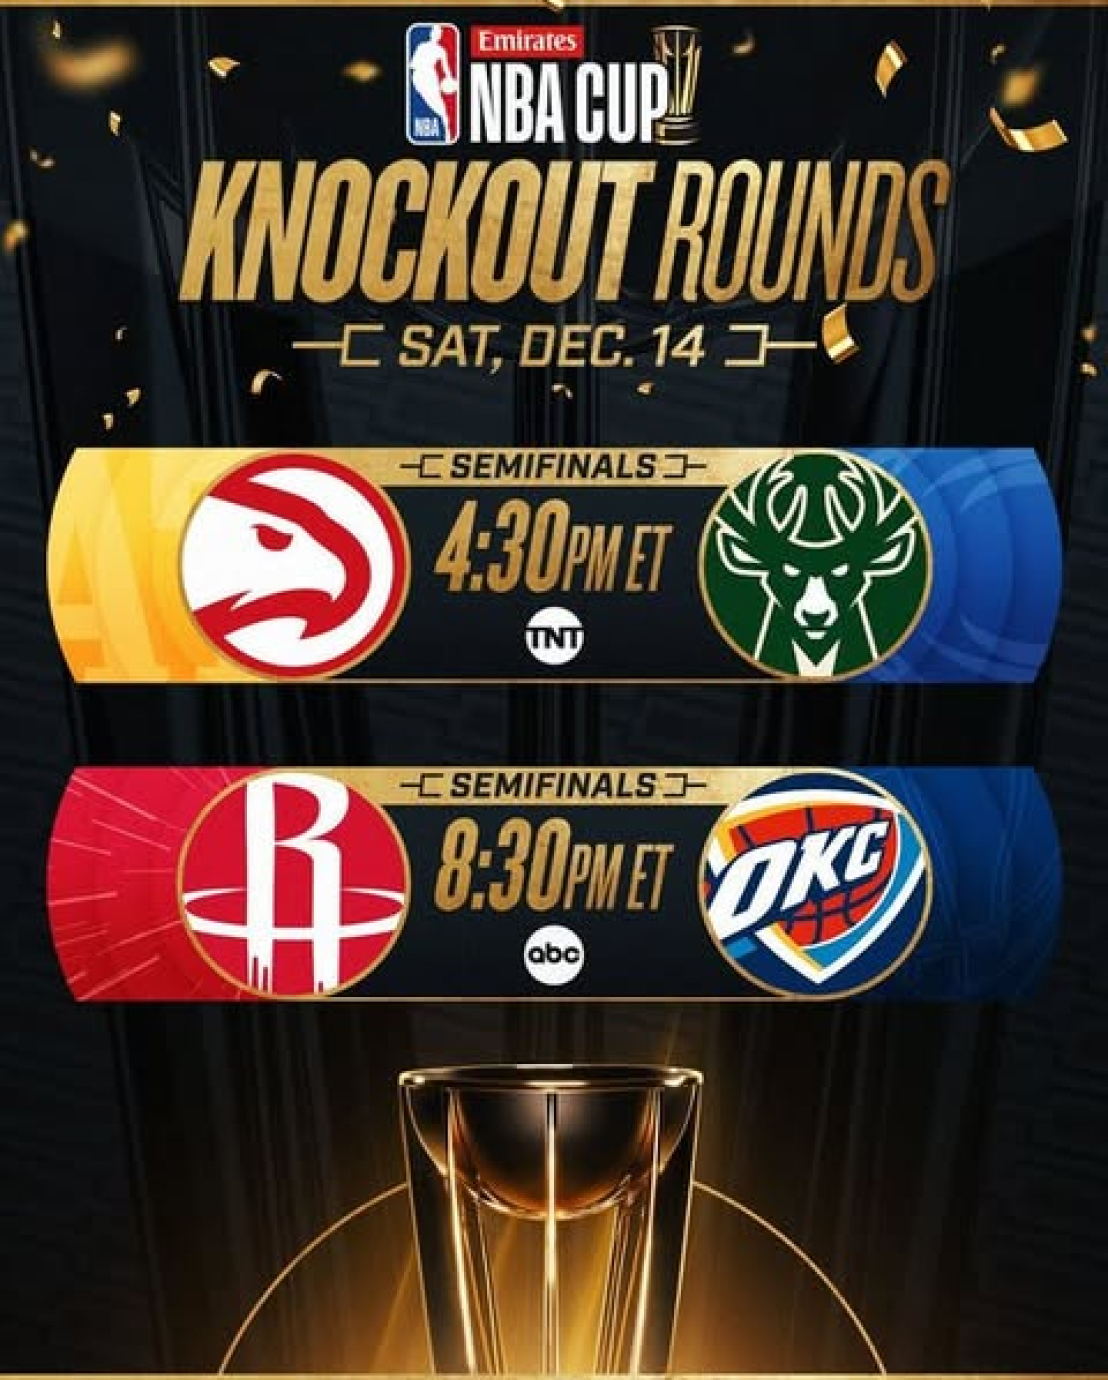 Emirates
NBA
NBA CUP
KNOCKOUT ROUNDS
SAT, DEC. 14
SEMIFINALS
4:30PM ET
TNT
SEMIFINALS
R
8:30PM ET
OKC
abc